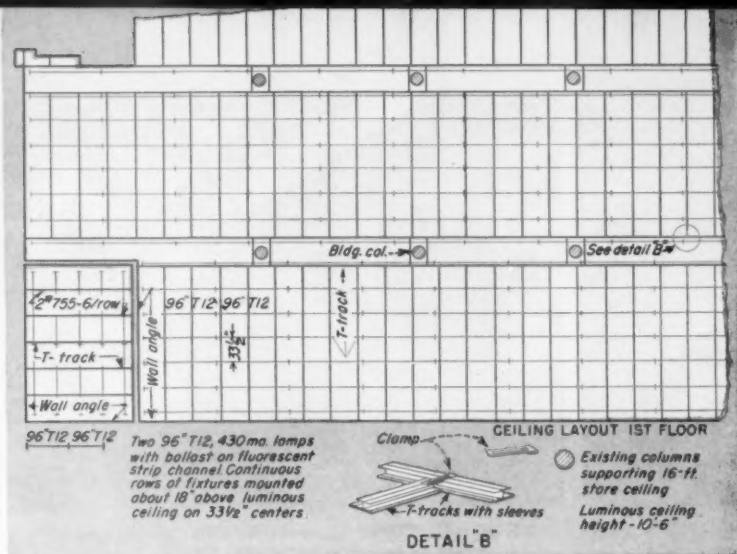 Bldg. col.
See detail "B"
2"755-6/row
T-track
Wall angle
96"T12 96"T12
Wall angle
96"T12 96"T12
33½"
T-track
Two 96"T12, 430 ma. lamps
with ballast on fluorescent
strip channel. Continuous
rows of fixtures mounted
about 18" above luminous
ceiling on 33½" centers
Clamp
T-tracks with sleeves
DETAIL "B"
CEILING LAYOUT 1ST FLOOR
Existing columns
supporting 16-ft.
store ceiling
Luminous ceiling
height-10'-6"